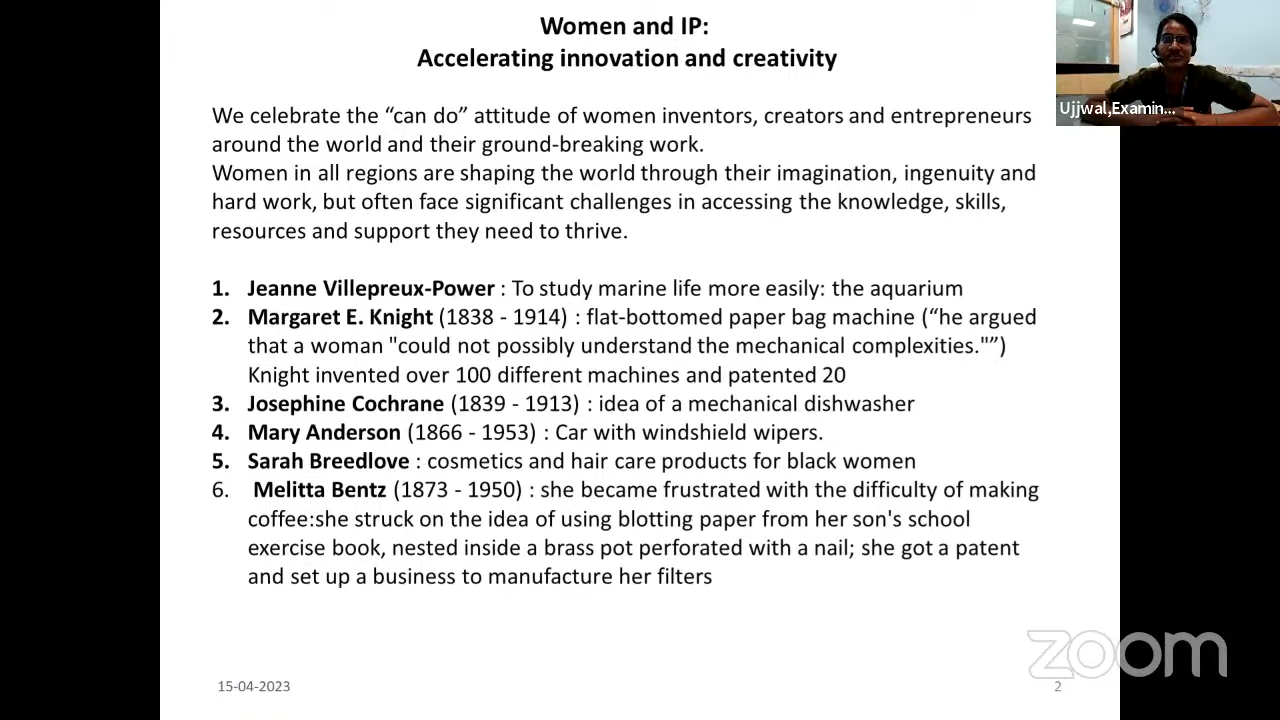 Women and IP:
Accelerating innovation and creativity
Ujjwal,Examin...
We celebrate the “can do” attitude of women inventors, creators and entrepreneurs
around the world and their ground-breaking work.
Women in all regions are shaping the world through their imagination, ingenuity and
hard work, but often face significant challenges in accessing the knowledge, skills,
resources and support they need to thrive.
1. Jeanne Villepreux-Power : To study marine life more easily: the aquarium
2. Margaret E. Knight (1838 - 1914) : flat-bottomed paper bag machine (“he argued
that a woman "could not possibly understand the mechanical complexities."”)
Knight invented over 100 different machines and patented 20
3. Josephine Cochrane (1839 - 1913) : idea of a mechanical dishwasher
4. Mary Anderson (1866 - 1953) : Car with windshield wipers.
5. Sarah Breedlove : cosmetics and hair care products for black women
6. Melitta Bentz (1873 - 1950) : she became frustrated with the difficulty of making
coffee:she struck on the idea of using blotting paper from her son's school
exercise book, nested inside a brass pot perforated with a nail; she got a patent
and set up a business to manufacture her filters
zoom
15-04-2023
2